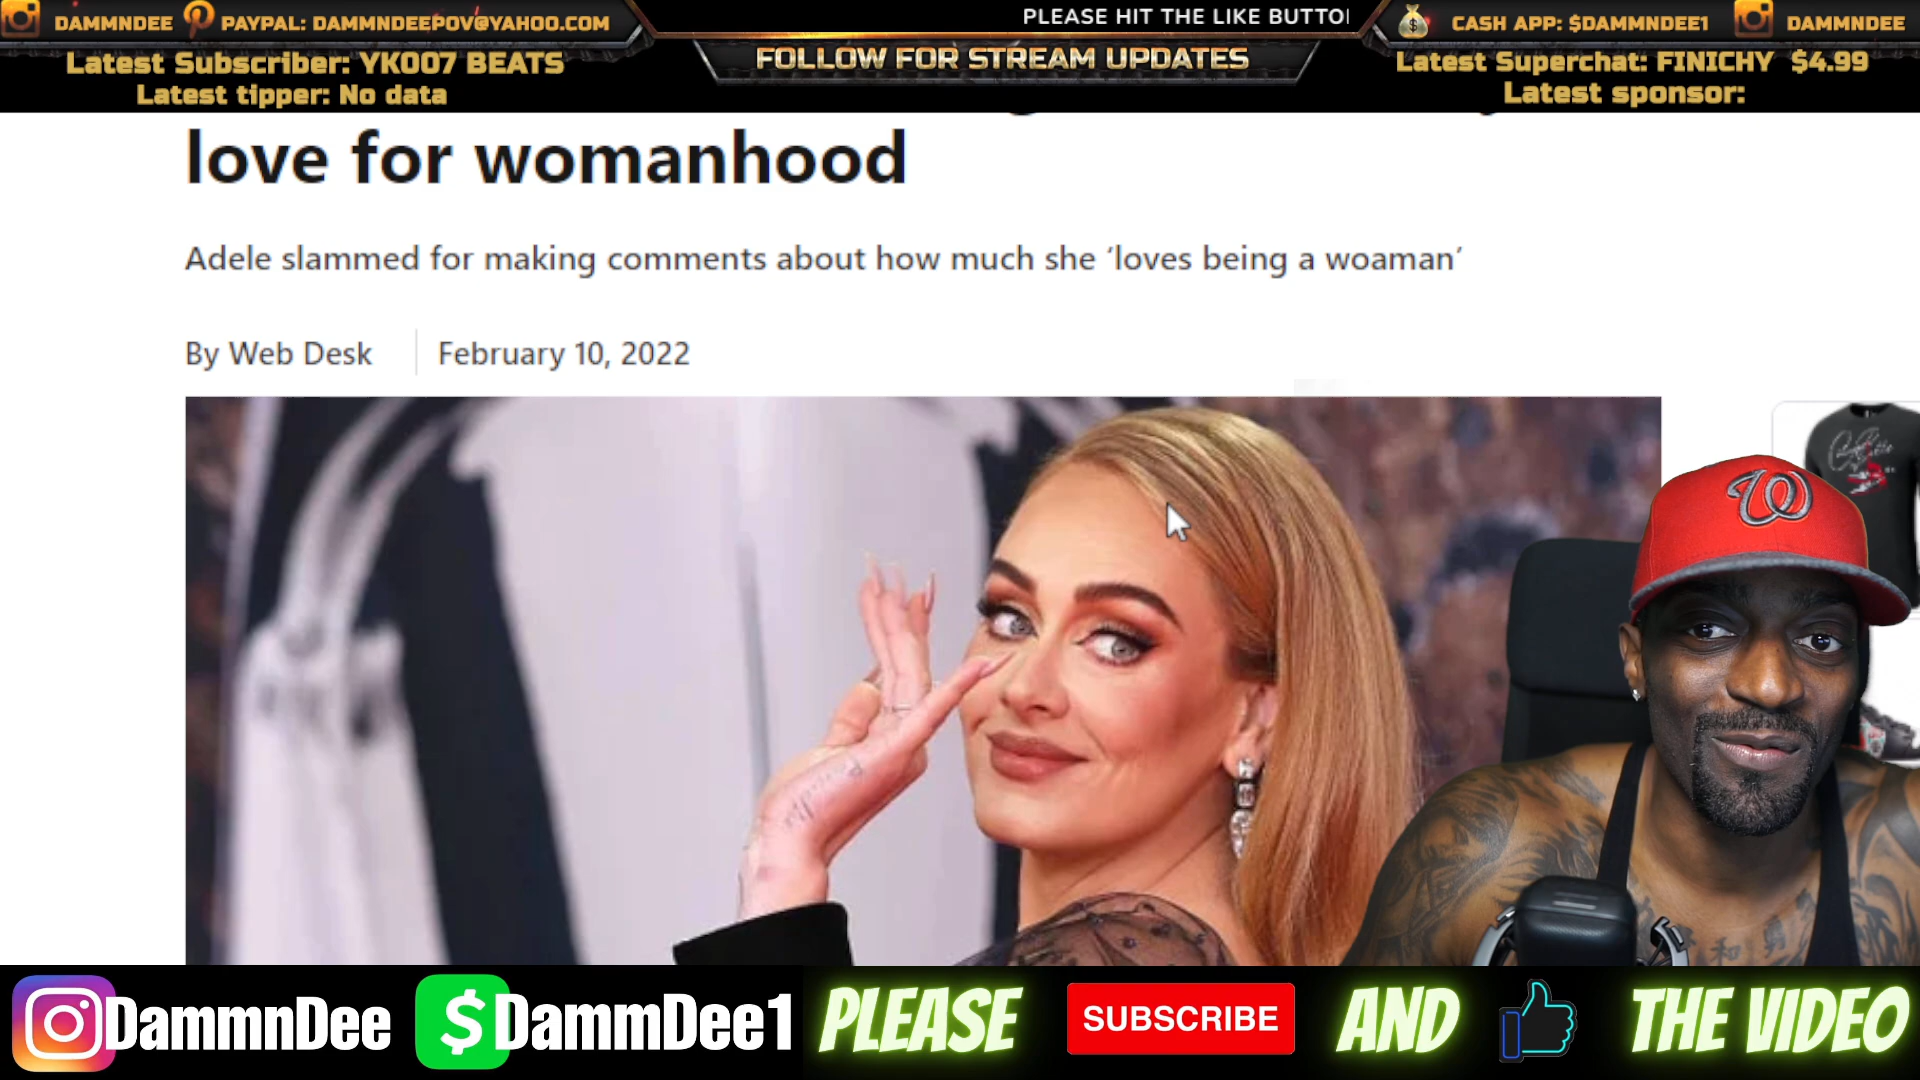 DAMMNDEE PAYPAL: DAMMNDEEPOV@YAHOO.COM
PLEASE HIT THE LIKE BUTTO
CASH APP: $DAMMNDEE1 DAMMNDEE
Latest Subscriber: YK007 BEATS
Latest tipper: No data
FOLLOW FOR STREAM UPDATES
Latest Superchat: FINICHY $4.99
Latest sponsor:
love for womanhood
Adele slammed for making comments about how much she ‘loves being a woaman’
By Web Desk February 10, 2022
W
DammnDee $ DammDee1 PLEASE SUBSCRIBE AND THE VIDEO